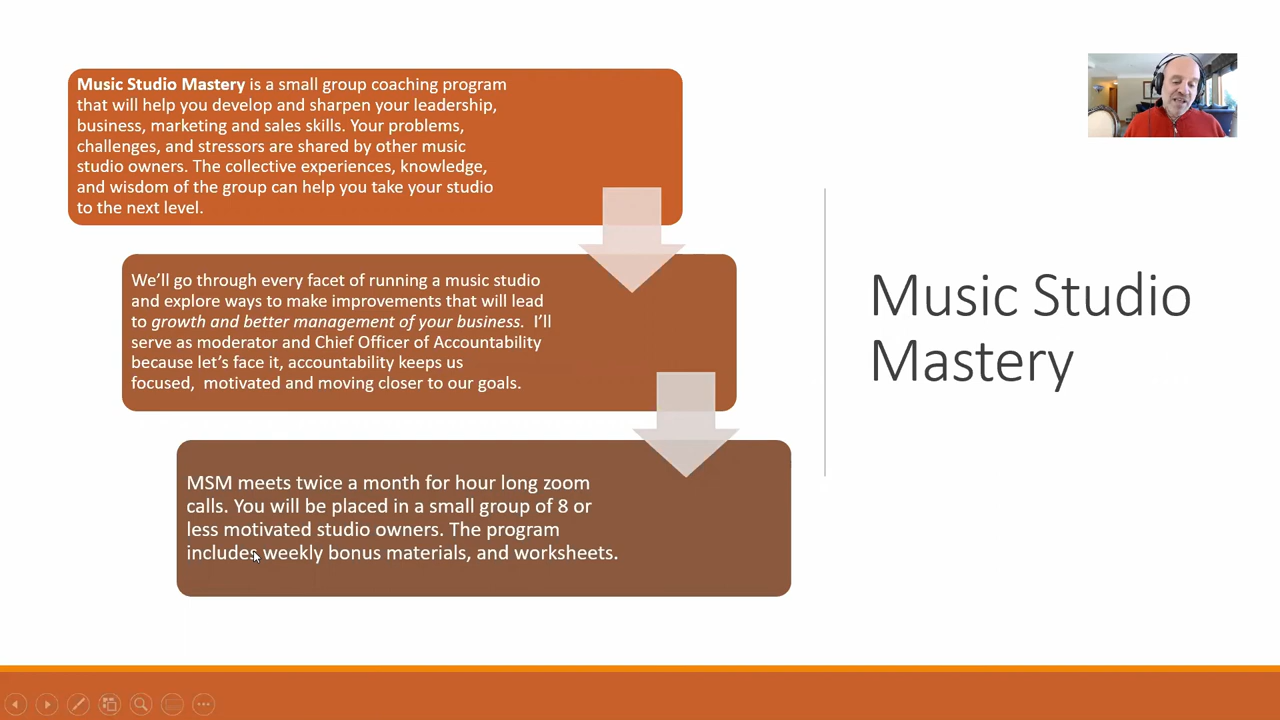 Music Studio Mastery is a small group coaching program
that will help you develop and sharpen your leadership,
business, marketing and sales skills. Your problems,
challenges, and stressors are shared by other music
studio owners. The collective experiences, knowledge,
and wisdom of the group can help you take your studio
to the next level.
We'll go through every facet of running a music studio
and explore ways to make improvements that will lead
to growth and better management of your business. I'll
serve as moderator and Chief Officer of Accountability
because let's face it, accountability keeps us
focused, motivated and moving closer to our goals.
MSM meets twice a month for hour long zoom
calls. You will be placed in a small group of 8 or
less motivated studio owners. The program
includes weekly bonus materials, and worksheets.
Music Studio
Mastery